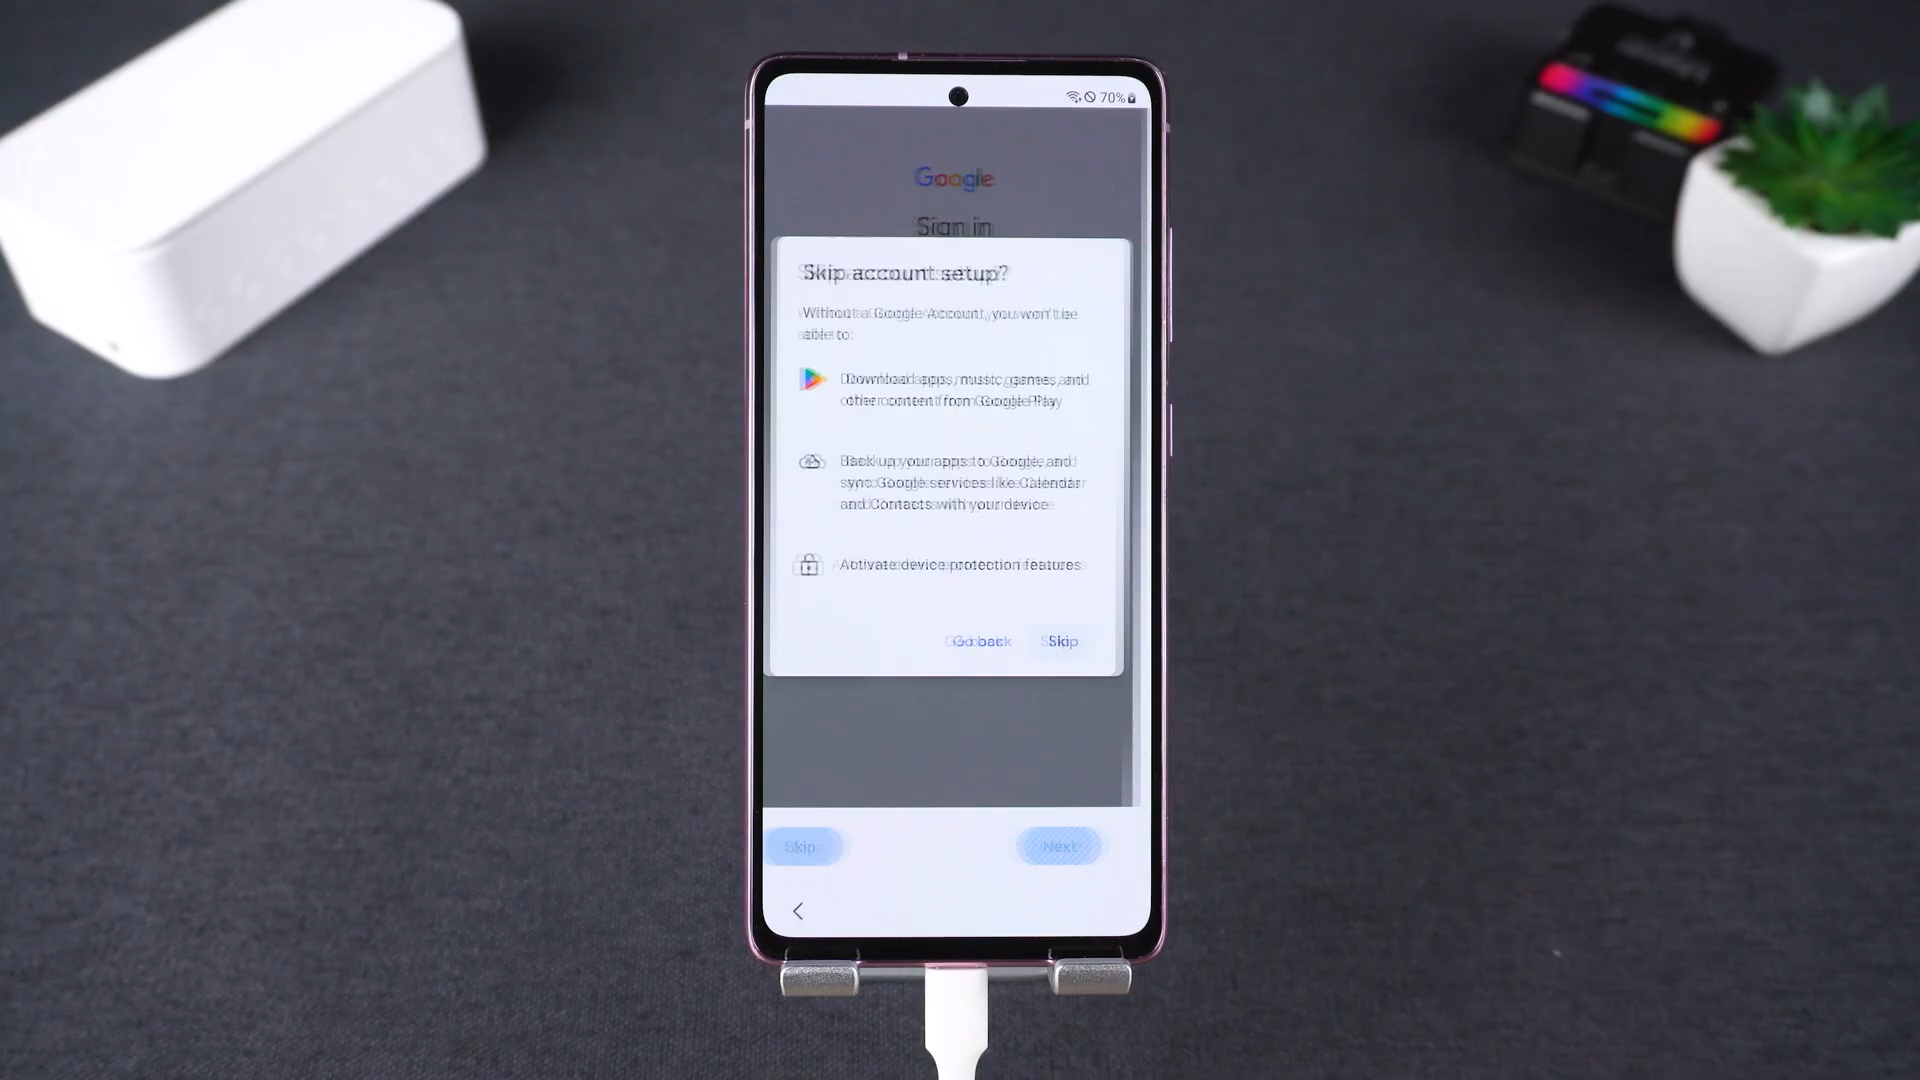 70%
Google
Sign in
Skip account setup?
Without a Google Account, you won't be
able to:
Download apps, music, games, and
other content from Google Play
Back up your apps to Google, and
sync Google services like Calendar
and Contacts with your device
Activate device protection features
Go back Skip
Skip Next